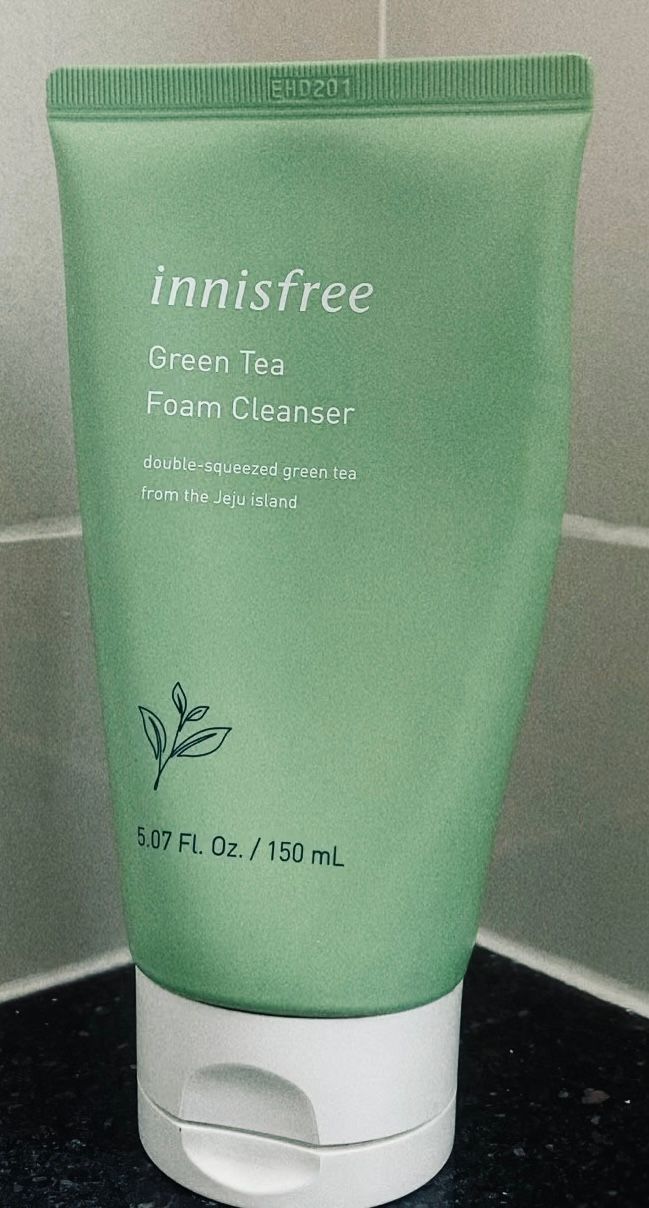 EHD201
innisfree
Green Tea
Foam Cleanser
double-squeezed green tea
from the Jeju island
5.07 Fl. Oz. / 150 mL